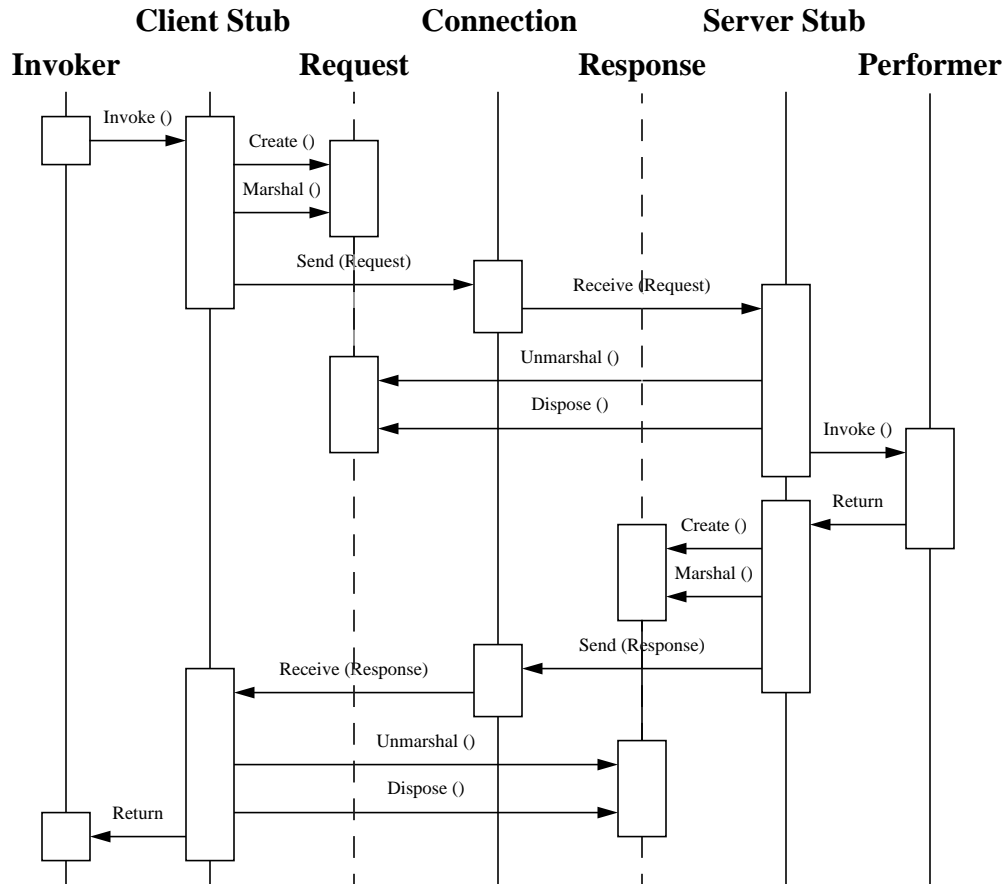 Client Stub Connection Server Stub
Invoker Request Response Performer
Invoke ()
Create ()
Marshal ()
Send (Request)
Receive (Request)
Unmarshal ()
Dispose ()
Invoke ()
Return
Create ()
Marshal ()
Send (Response)
Receive (Response)
Unmarshal ()
Dispose ()
Return